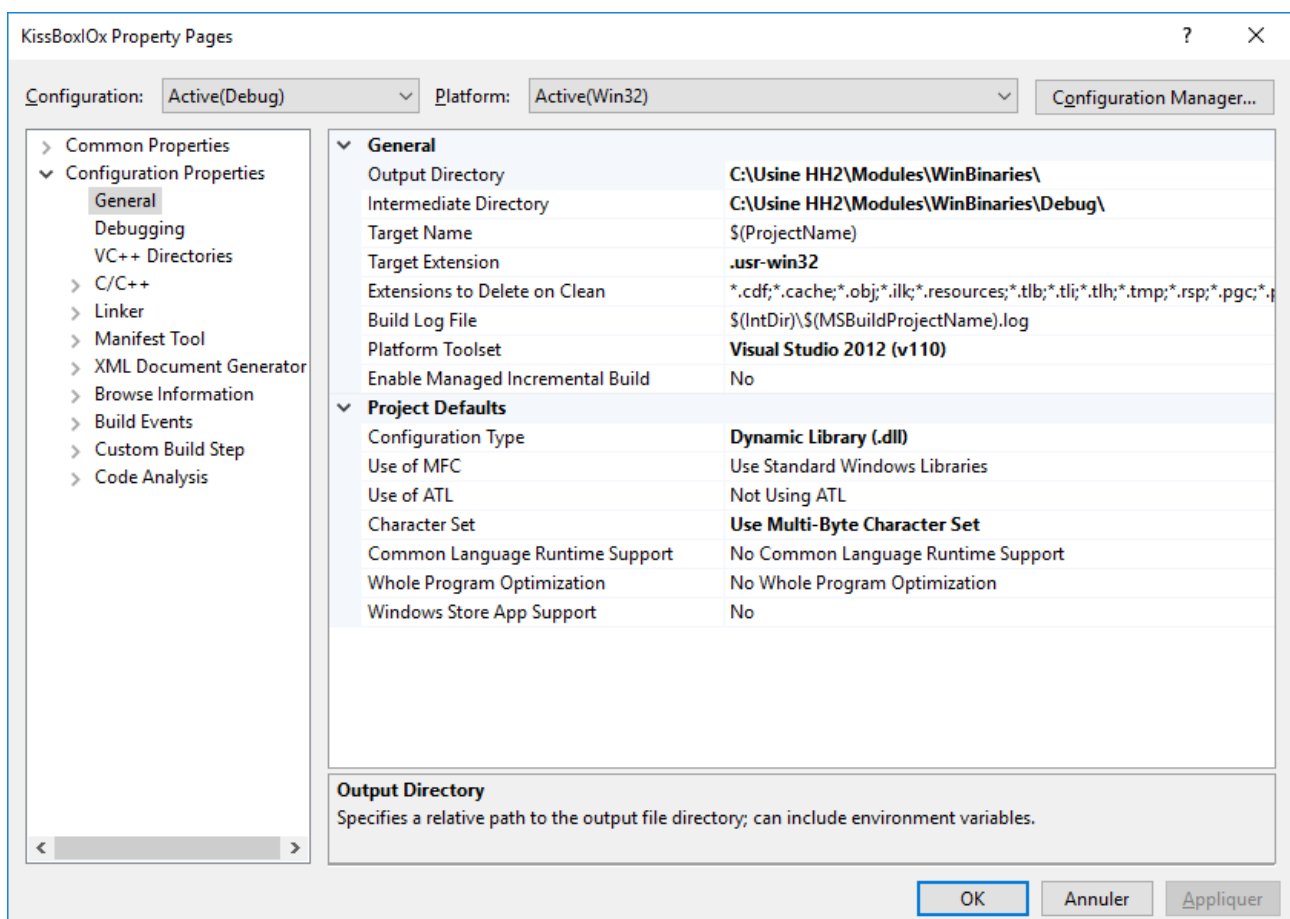 KissBoxIOx Property Pages
? ×
Configuration: Active(Debug) Platform: Active(Win32) Configuration Manager...
Common Properties
Configuration Properties
General
Debugging
VC++ Directories
C/C++
Linker
Manifest Tool
XML Document Generator
Browse Information
Build Events
Custom Build Step
Code Analysis
General
Output Directory C:\Usine HH2\Modules\WinBinaries\
Intermediate Directory C:\Usine HH2\Modules\WinBinaries\Debug\
Target Name $(ProjectName)
Target Extension .usr-win32
Extensions to Delete on Clean *.cdf;*.cache;*.obj;*.ilk;*.resources;*.tlb;*.tli;*.tlh;*.tmp;*.rsp;*.pgc;*.p
Build Log File $(IntDir)\$(MSBuildProjectName).log
Platform Toolset Visual Studio 2012 (v110)
Enable Managed Incremental Build No
Project Defaults
Configuration Type Dynamic Library (.dll)
Use of MFC Use Standard Windows Libraries
Use of ATL Not Using ATL
Character Set Use Multi-Byte Character Set
Common Language Runtime Support No Common Language Runtime Support
Whole Program Optimization No Whole Program Optimization
Windows Store App Support No
Output Directory
Specifies a relative path to the output file directory; can include environment variables.
OK Annuler Appliquer